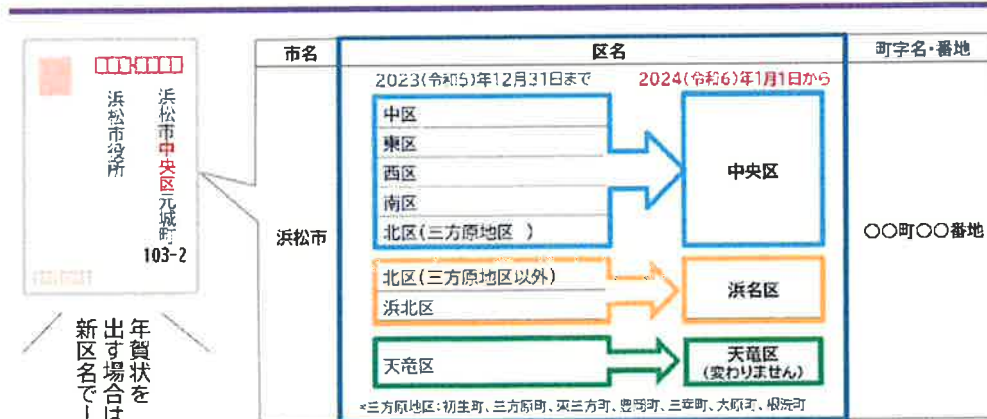 浜松市中央区元城町
103-2
浜松市役所
年賀状を
出す場合は
新区名で
市名
区名
町字名・番地
2023(令和5)年12月31日まで
2024(令和6)年1月1日から
中区
東区
西区
南区
北区(三方原地区 )
中央区
浜松市
〇〇町〇〇番地
北区(三方原地区以外)
浜北区
浜名区
天竜区
天竜区
(変わりません)
*三方原地区:初生町、三方原町、東三方町、豊岡町、三幸町、大原町、根洗町